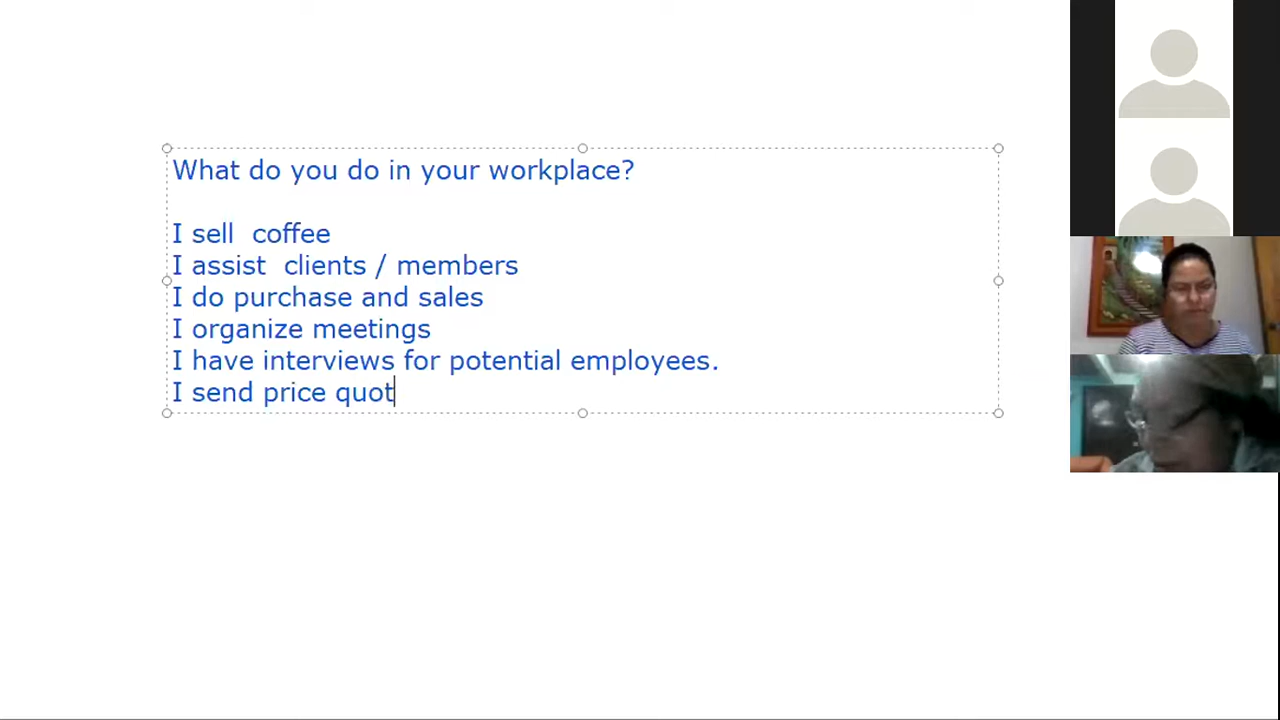 What do you do in your workplace?
I sell  coffee
I assist  clients / members
I do purchase and sales
I organize meetings
I have interviews for potential employees.
I send price quot